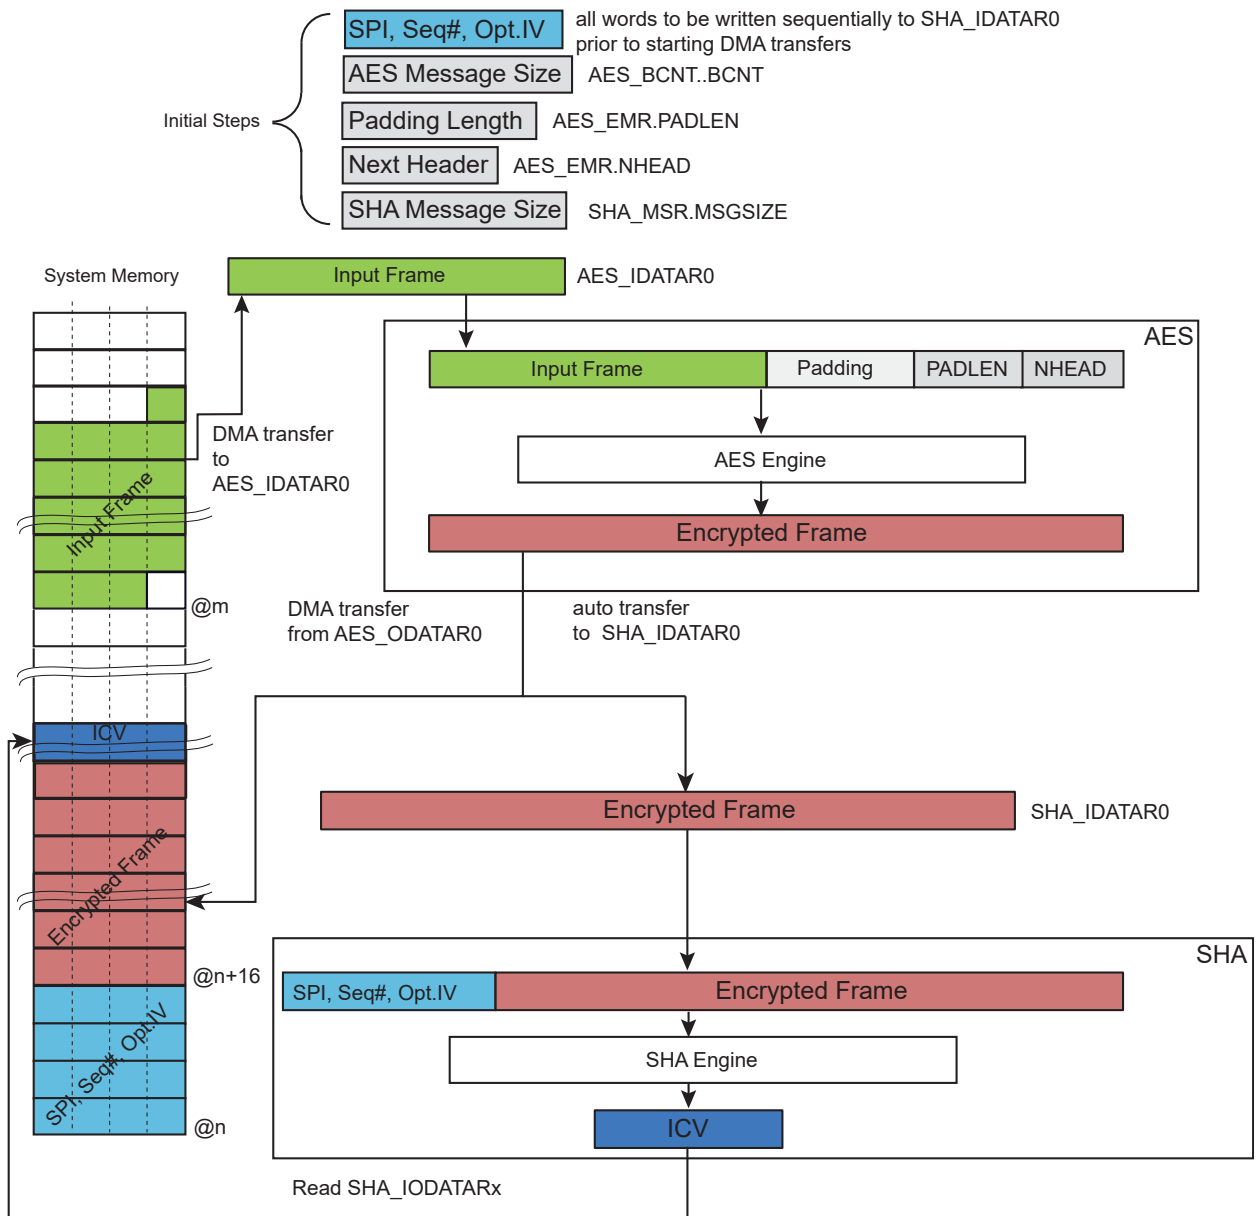 SPI, Seq#, Opt.IV
all words to be written sequentially to SHA_IDATAR0
prior to starting DMA transfers
AES Message Size
AES_BCNT..BCNT
Initial Steps
Padding Length
AES_EMR.PADLEN
Next Header
AES_EMR.NHEAD
SHA Message Size
SHA_MSR.MSGSIZE
System Memory
Input Frame
AES_IDATAR0
AES
Input Frame
Padding
PADLEN
NHEAD
DMA transfer
to
AES_IDATAR0
AES Engine
Input Frame
Encrypted Frame
@m
DMA transfer
from AES_ODATAR0
auto transfer
to SHA_IDATAR0
ICV
Encrypted Frame
SHA_IDATAR0
Encrypted Frame
SHA
@n+16
SPI, Seq#, Opt.IV
Encrypted Frame
SPI, Seq#, Opt.IV
SHA Engine
@n
ICV
Read SHA_IODATARx